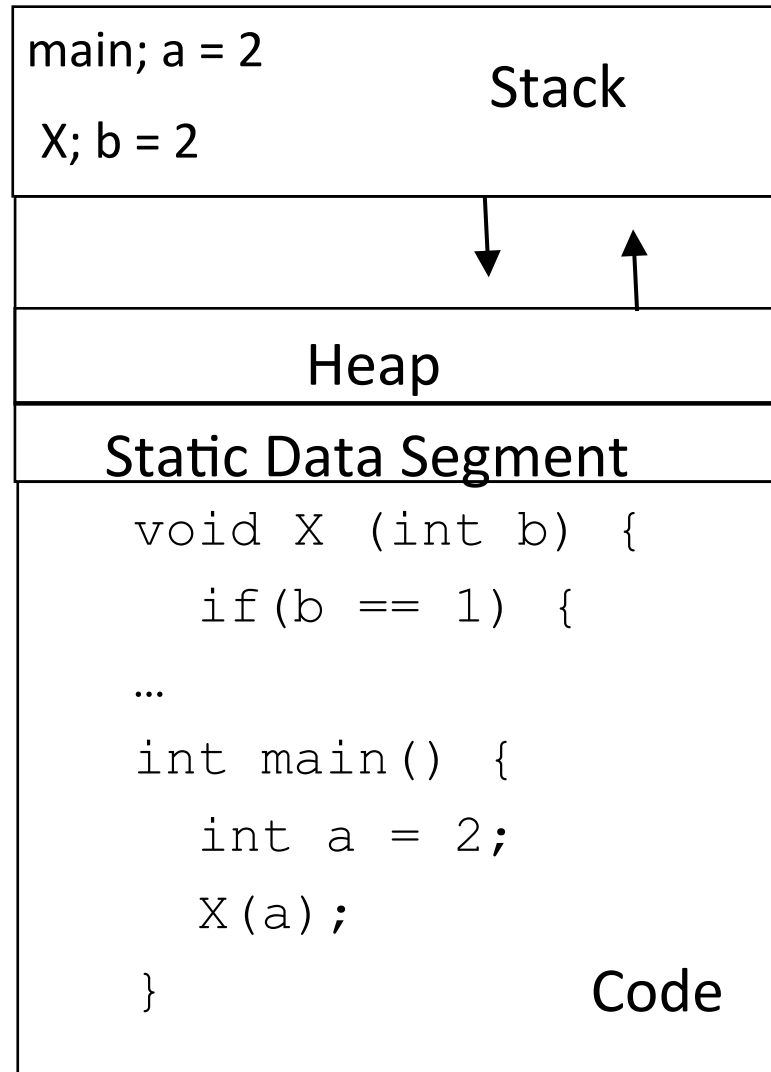 main; a = 2
Stack
X; b = 2
Heap
Static Data Segment
void X (int b) {
if(b == 1) {
…
int main() {
int a = 2;
X(a);
}
Code